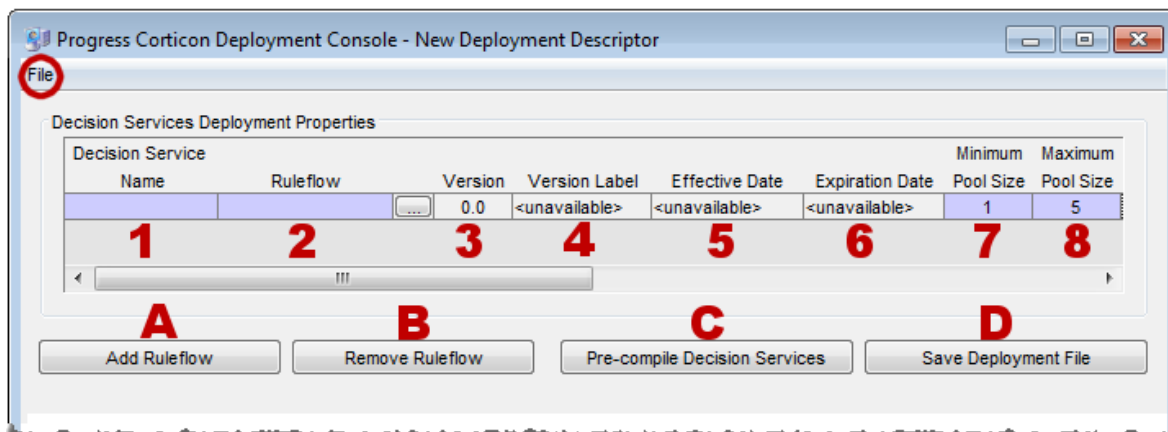 Progress Corticon Deployment Console - New Deployment Descriptor
File
Decision Services Deployment Properties
Decision Service Minimum Maximum
Name Ruleflow Version Version Label Effective Date Expiration Date Pool Size Pool Size
... 0.0 <unavailable> <unavailable> <unavailable> 1 5
1 2 3 4 5 6 7 8
A B C D
Add Ruleflow Remove Ruleflow Pre-compile Decision Services Save Deployment File